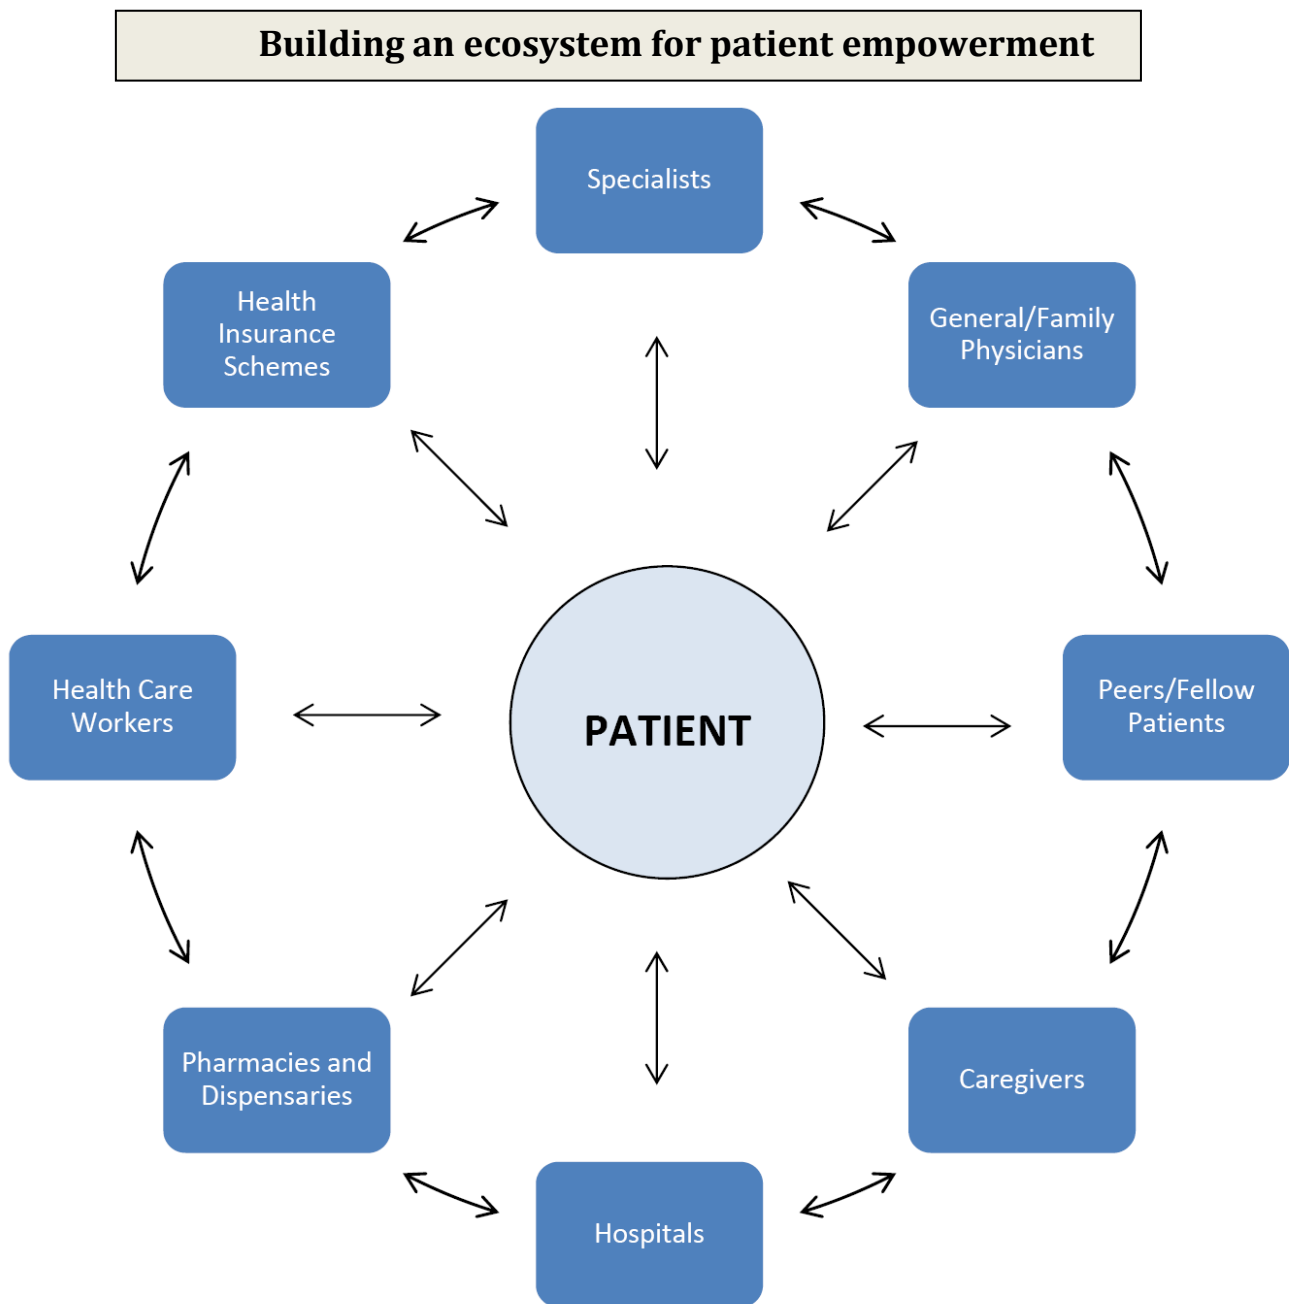 Building an ecosystem for patient empowerment
Specialists
Health
Insurance
Schemes
General/Family
Physicians
Health Care
Workers
PATIENT
Peers/Fellow
Patients
Pharmacies and
Dispensaries
Caregivers
Hospitals